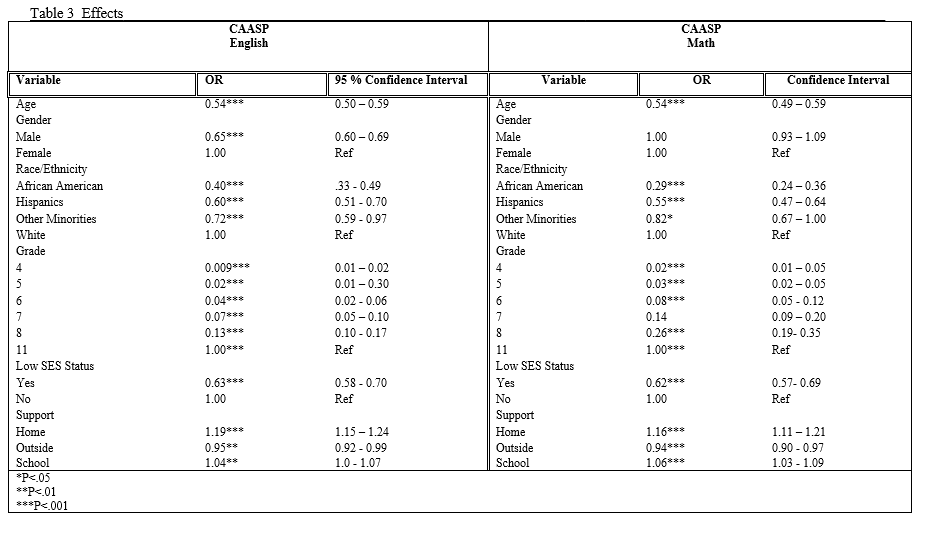 Table 3 Effects
CAASP English CAASP Math
Variable OR 95 % Confidence Interval Variable OR Confidence Interval
Age 0.54*** 0.50 – 0.59 Age 0.54*** 0.49 – 0.59
Gender Gender
Male 0.65*** 0.60 – 0.69 Male 1.00 0.93 – 1.09
Female 1.00 Ref Female 1.00 Ref
Race/Ethnicity Race/Ethnicity
African American 0.40*** .33 - 0.49 African American 0.29*** 0.24 – 0.36
Hispanics 0.60*** 0.51 - 0.70 Hispanics 0.55*** 0.47 – 0.64
Other Minorities 0.72*** 0.59 - 0.97 Other Minorities 0.82* 0.67 – 1.00
White 1.00 Ref White 1.00 Ref
Grade Grade
4 0.009*** 0.01 – 0.02 4 0.02*** 0.01 – 0.05
5 0.02*** 0.01 – 0.30 5 0.03*** 0.02 – 0.05
6 0.04*** 0.02 - 0.06 6 0.08*** 0.05 - 0.12
7 0.07*** 0.05 – 0.10 7 0.14 0.09 – 0.20
8 0.13*** 0.10 - 0.17 8 0.26*** 0.19- 0.35
11 1.00*** Ref 11 1.00*** Ref
Low SES Status Low SES Status
Yes 0.63*** 0.58 - 0.70 Yes 0.62*** 0.57- 0.69
No 1.00 Ref No 1.00 Ref
Support Support
Home 1.19*** 1.15 – 1.24 Home 1.16*** 1.11 – 1.21
Outside 0.95** 0.92 - 0.99 Outside 0.94*** 0.90 - 0.97
School 1.04** 1.0 - 1.07 School 1.06*** 1.03 - 1.09
*P<.05
**P<.01
***P<.001